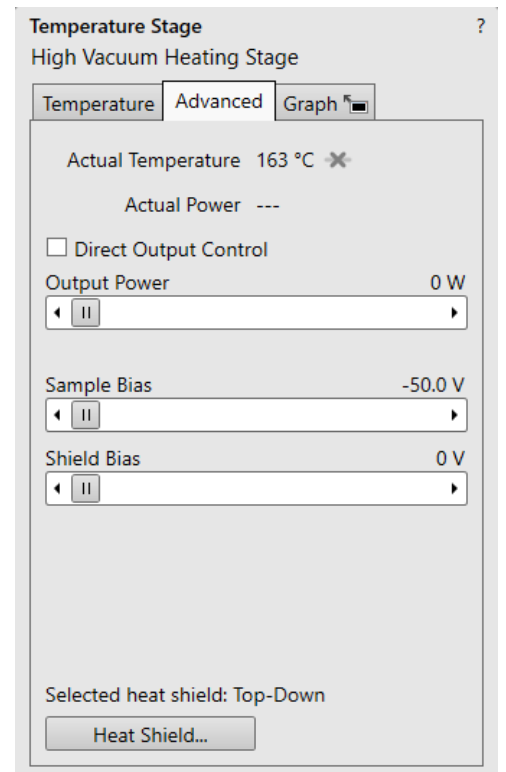 Temperature Stage ?
High Vacuum Heating Stage
Temperature Advanced Graph
Actual Temperature 163 °C
Actual Power ---
Direct Output Control
Output Power 0 W
Sample Bias -50.0 V
Shield Bias 0 V
Selected heat shield: Top-Down
Heat Shield...